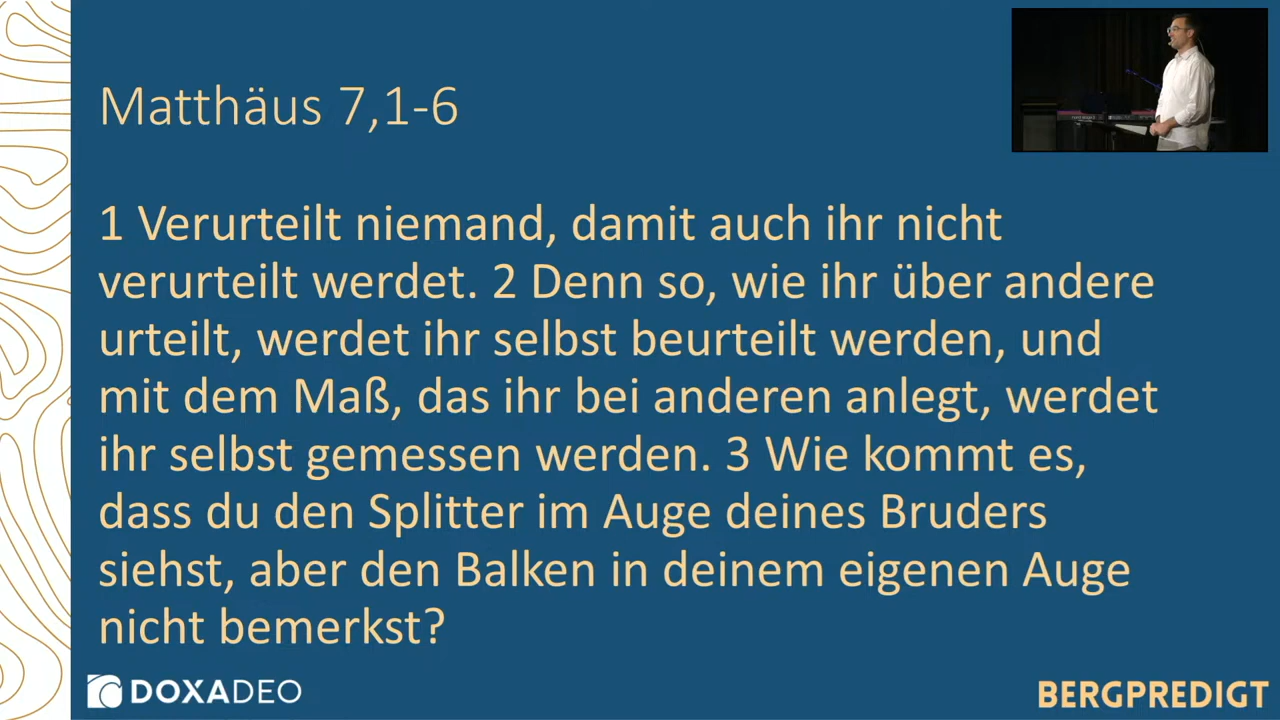 Matthäus 7,1-6
1 Verurteilt niemand, damit auch ihr nicht
verurteilt werdet. 2 Denn so, wie ihr über andere
urteilt, werdet ihr selbst beurteilt werden, und
mit dem Maß, das ihr bei anderen anlegt, werdet
ihr selbst gemessen werden. 3 Wie kommt es,
dass du den Splitter im Auge deines Bruders
siehst, aber den Balken in deinem eigenen Auge
nicht bemerkst?
DOXADEO
BERGPREDIGT